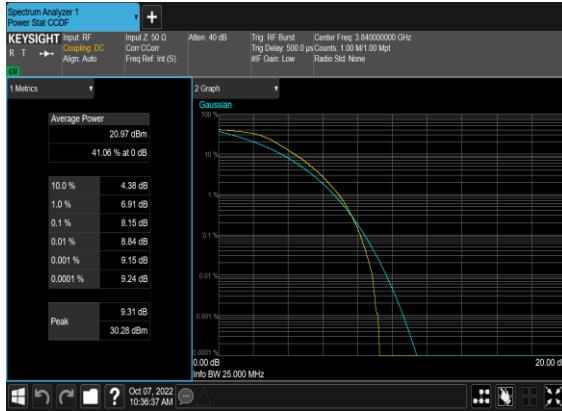 Spectrum Analyzer 1
Power Stat CCDF
+
KEYSIGHT Input: RF Input Z: 50 Ω Atten: 40 dB Trig: RF Burst Center Freq: 3.840000000 GHz
R T Coupling: DC Corr CCorr Trig Delay: 500.0 µs Counts: 1.00 M/1.00 Mpt
Align: Auto Freq Ref: Int (S) #IF Gain: Low Radio Std: None
LU
1 Metrics
2 Graph
Gaussian
Average Power
20.97 dBm
41.06 % at 0 dB
10.0 % 4.38 dB
1.0 % 6.91 dB
0.1 % 8.15 dB
0.01 % 8.84 dB
0.001 % 9.15 dB
0.0001 % 9.24 dB
Peak 9.31 dB
30.28 dBm
100 %
10 %
1 %
0.1 %
0.01 %
0.001 %
0.0001 %
0.00 dB 20.00 d
Info BW 25.000 MHz
?
Oct 07, 2022
10:36:37 AM